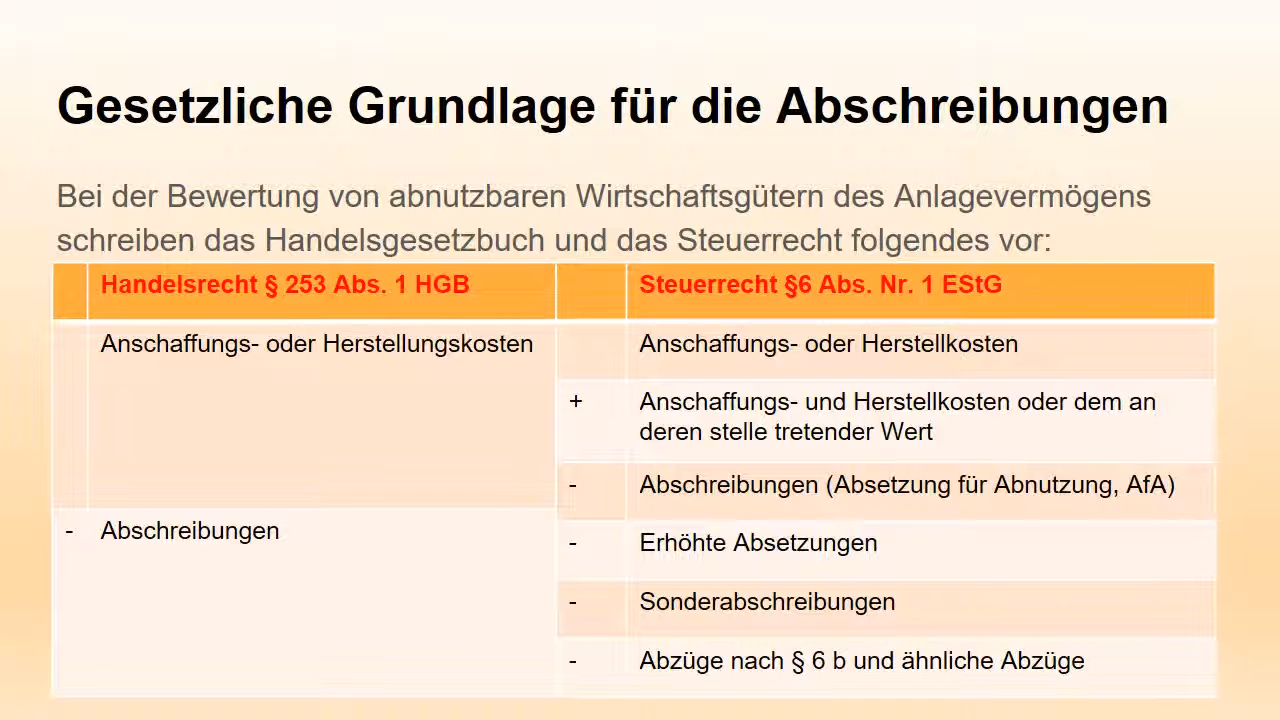 Gesetzliche Grundlage für die Abschreibungen
Bei der Bewertung von abnutzbaren Wirtschaftsgütern des Anlagevermögens
schreiben das Handelsgesetzbuch und das Steuerrecht folgendes vor:
Handelsrecht § 253 Abs. 1 HGB
Steuerrecht §6 Abs. Nr. 1 EStG
Anschaffungs- oder Herstellungskosten
Anschaffungs- oder Herstellkosten
+ Anschaffungs- und Herstellkosten oder dem an
deren stelle tretender Wert
- Abschreibungen (Absetzung für Abnutzung, AfA)
- Abschreibungen
- Erhöhte Absetzungen
- Sonderabschreibungen
- Abzüge nach § 6 b und ähnliche Abzüge